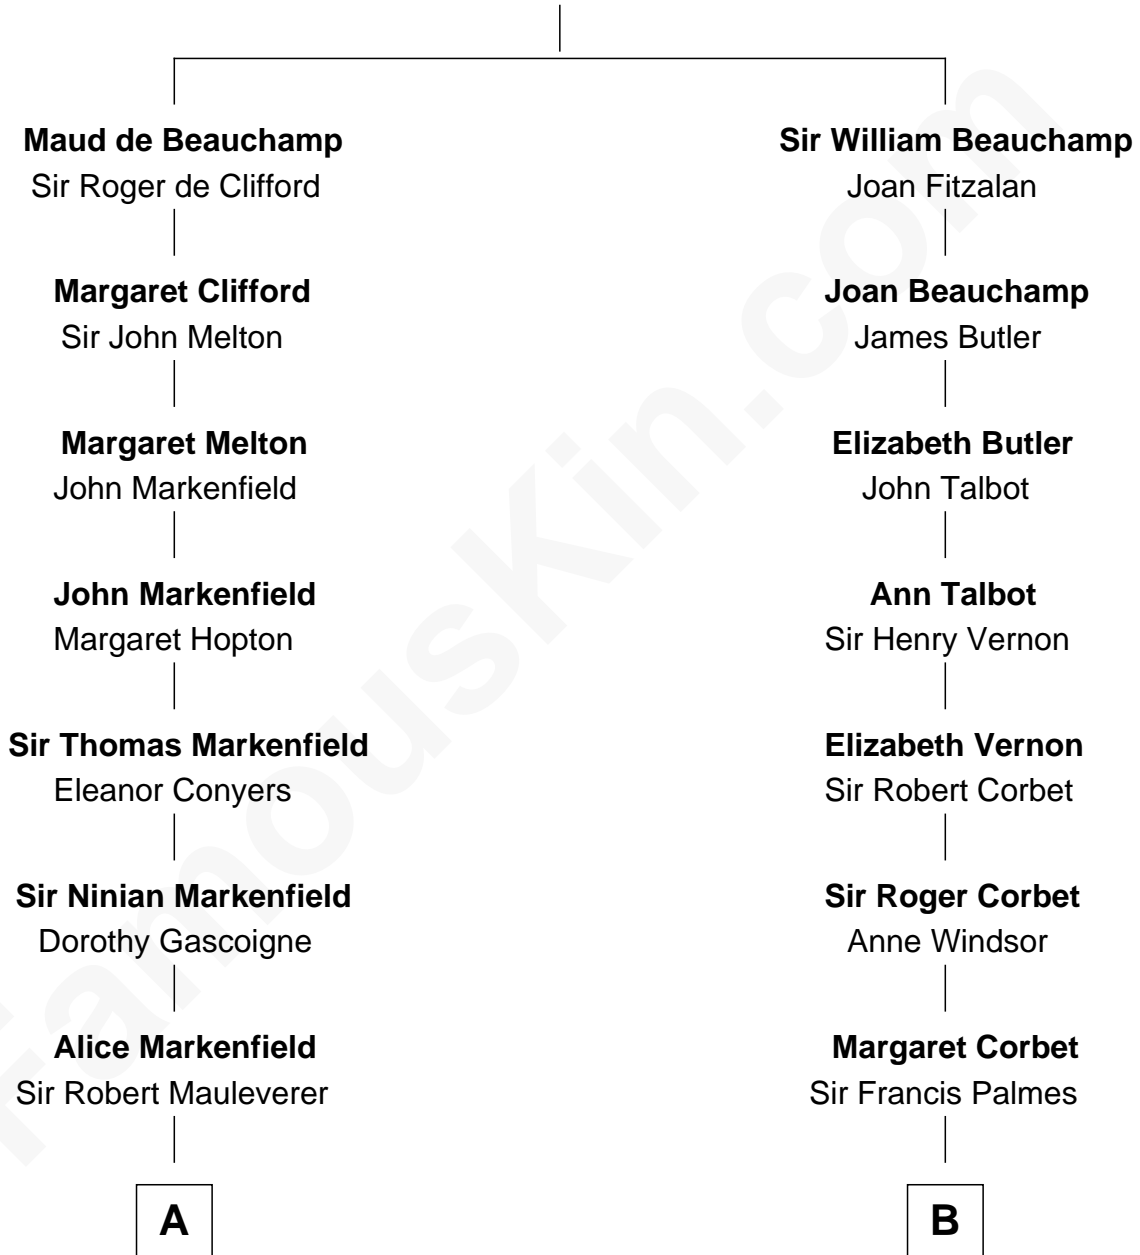 Maud de Beauchamp
Sir Roger de Clifford
Margaret Clifford
Sir John Melton
Margaret Melton
John Markenfield
John Markenfield
Margaret Hopton
Sir Thomas Markenfield
Eleanor Conyers
Sir Ninian Markenfield
Dorothy Gascoigne
Alice Markenfield
Sir Robert Mauleverer
A
Sir William Beauchamp
Joan Fitzalan
Joan Beauchamp
James Butler
Elizabeth Butler
John Talbot
Ann Talbot
Sir Henry Vernon
Elizabeth Vernon
Sir Robert Corbet
Sir Roger Corbet
Anne Windsor
Margaret Corbet
Sir Francis Palmes
B
FamousKin.com